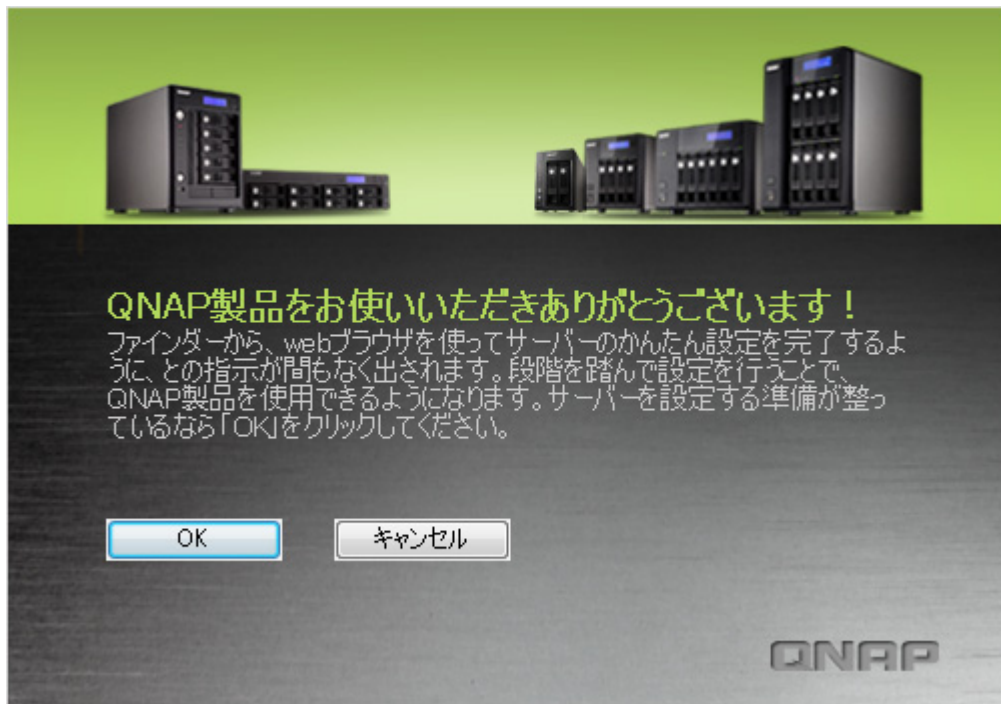 QNAP製品をお使いいただきありがとうございます！
ファインダーから、webブラウザを使ってサーバーのかんたん設定を完了するよ
うに、との指示が間もなく出されます。段階を踏んで設定を行うことで、
QNAP製品を使用できるようになります。サーバーを設定する準備が整っ
ているなら「OK」をクリックしてください。
OK
キャンセル
QNAP